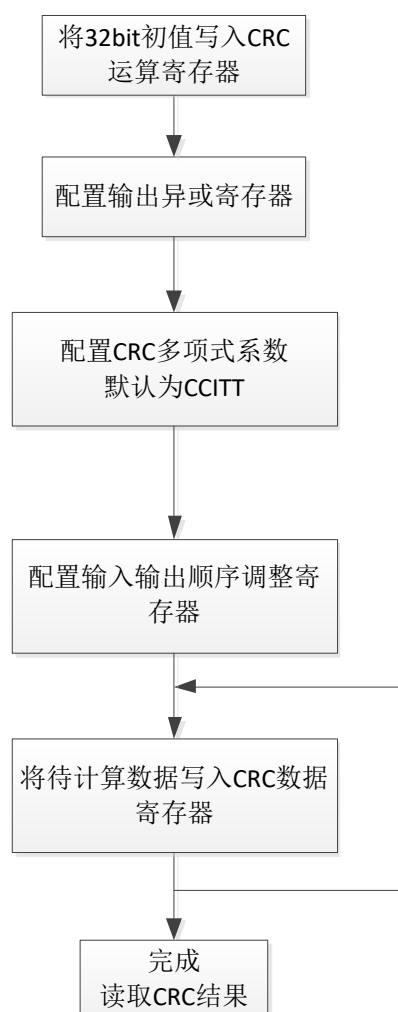 将32bit初值写入CRC
运算寄存器
配置输出异或寄存器
配置CRC多项式系数
默认为CCITT
配置输入输出顺序调整寄
存器
将待计算数据写入CRC数据
寄存器
完成
读取CRC结果